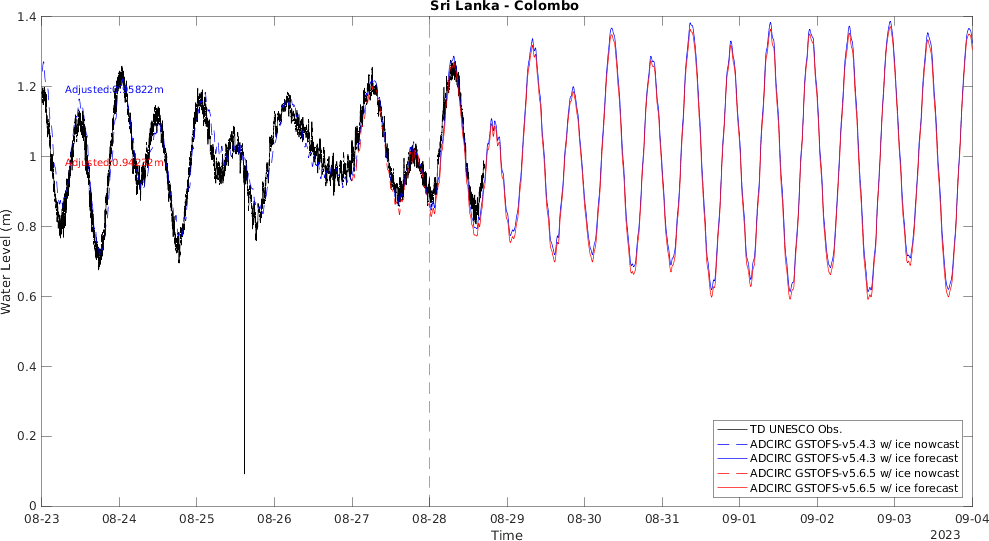 Sri Lanka - Colombo
1.4
1.2
1
0.8
0.6
0.4
0.2
0
Water Level (m)
Adjusted:0.95822m
TD UNESCO Obs.
ADCIRC GSTOFS-v5.4.3 w/ ice nowcast
ADCIRC GSTOFS-v5.4.3 w/ ice forecast
ADCIRC GSTOFS-v5.6.5 w/ ice nowcast
ADCIRC GSTOFS-v5.6.5 w/ ice forecast
08-23 08-24 08-25 08-26 08-27 08-28 08-29 08-30 08-31 09-01 09-02 09-03 09-04
Time
2023